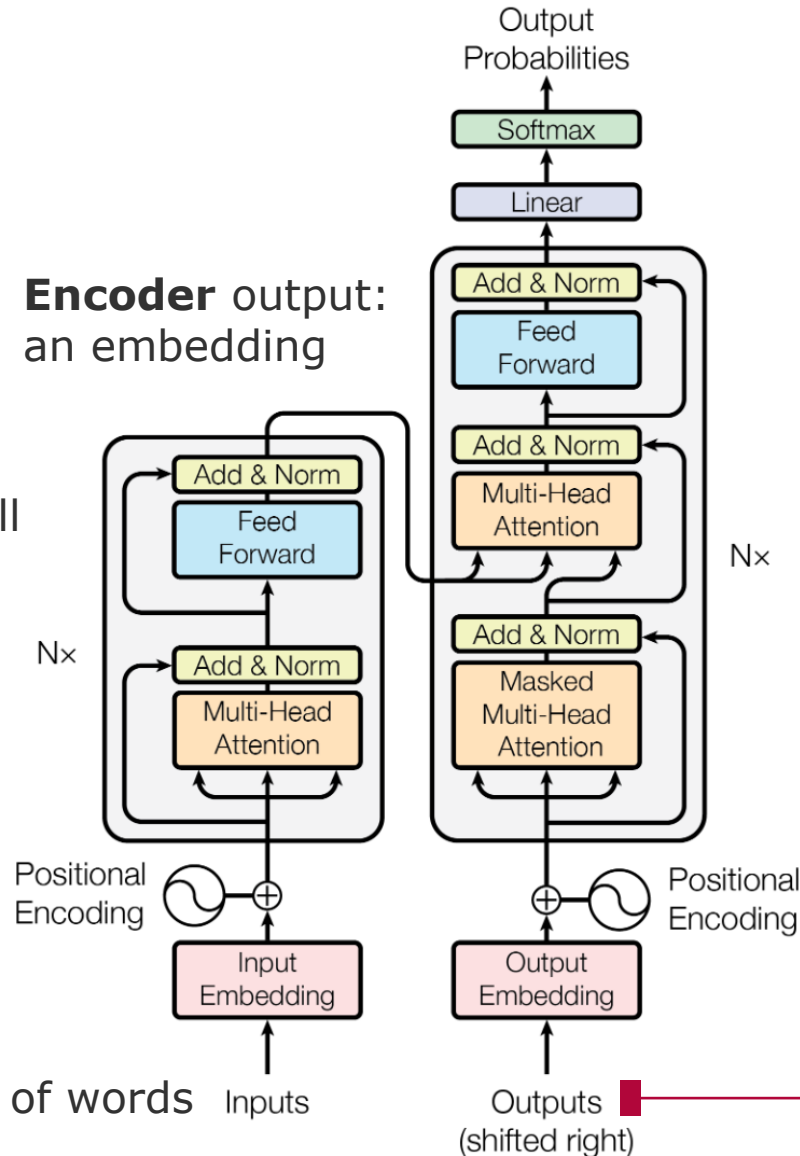 Output
Probabilities
Softmax
Linear
Encoder output:
an embedding
Add & Norm
Feed
Forward
Add & Norm
Multi-Head
Attention
Add & Norm
Masked
Multi-Head
Attention
Nx
Add & Norm
Feed
Forward
ll
Nx
Add & Norm
Multi-Head
Attention
Positional
Encoding
Positional
Encoding
Input
Embedding
Output
Embedding
of words
Inputs
Outputs
(shifted right)